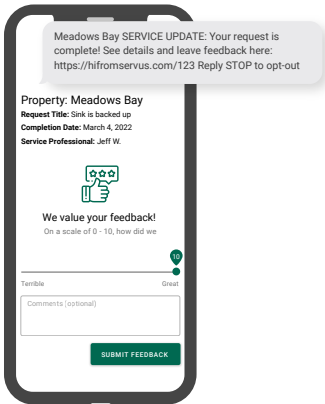 Meadows Bay SERVICE UPDATE: Your request is
complete! See details and leave feedback here:
https://hifromservus.com/123 Reply STOP to opt-out
Property: Meadows Bay
Request Title: Sink is backed up
Completion Date: March 4, 2022
Service Professional: Jeff W.
We value your feedback!
On a scale of 0 - 10, how did we
10
Terrible Great
Comments (optional)
SUBMIT FEEDBACK